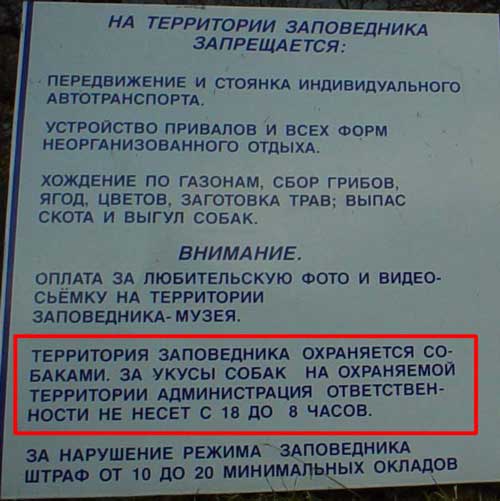 НА ТЕРРИТОРИИ ЗАПОВЕДНИКА
ЗАПРЕЩАЕТСЯ:
ПЕРЕДВИЖЕНИЕ И СТОЯНКА ИНДИВИДУАЛЬНОГО
АВТОТРАНСПОРТА.
УСТРОЙСТВО ПРИВАЛОВ И ВСЕХ ФОРМ
НЕОРГАНИЗОВАННОГО ОТДЫХА.
ХОЖДЕНИЕ ПО ГАЗОНАМ, СБОР ГРИБОВ,
ЯГОД, ЦВЕТОВ, ЗАГОТОВКА ТРАВ; ВЫПАС
СКОТА И ВЫГУЛ СОБАК.
ВНИМАНИЕ.
ОПЛАТА ЗА ЛЮБИТЕЛЬСКУЮ ФОТО И ВИДЕО-
СЬЁМКУ НА ТЕРРИТОРИИ
ЗАПОВЕДНИКА-МУЗЕЯ.
ТЕРРИТОРИЯ ЗАПОВЕДНИКА ОХРАНЯЕТСЯ СО-
БАКАМИ. ЗА УКУСЫ СОБАК НА ОХРАНЯЕМОЙ
ТЕРРИТОРИИ АДМИНИСТРАЦИЯ ОТВЕТСТВЕН-
НОСТИ НЕ НЕСЕТ С 18 ДО 8 ЧАСОВ.
ЗА НАРУШЕНИЕ РЕЖИМА ЗАПОВЕДНИКА
ШТРАФ ОТ 10 ДО 20 МИНИМАЛЬНЫХ ОКЛАДОВ